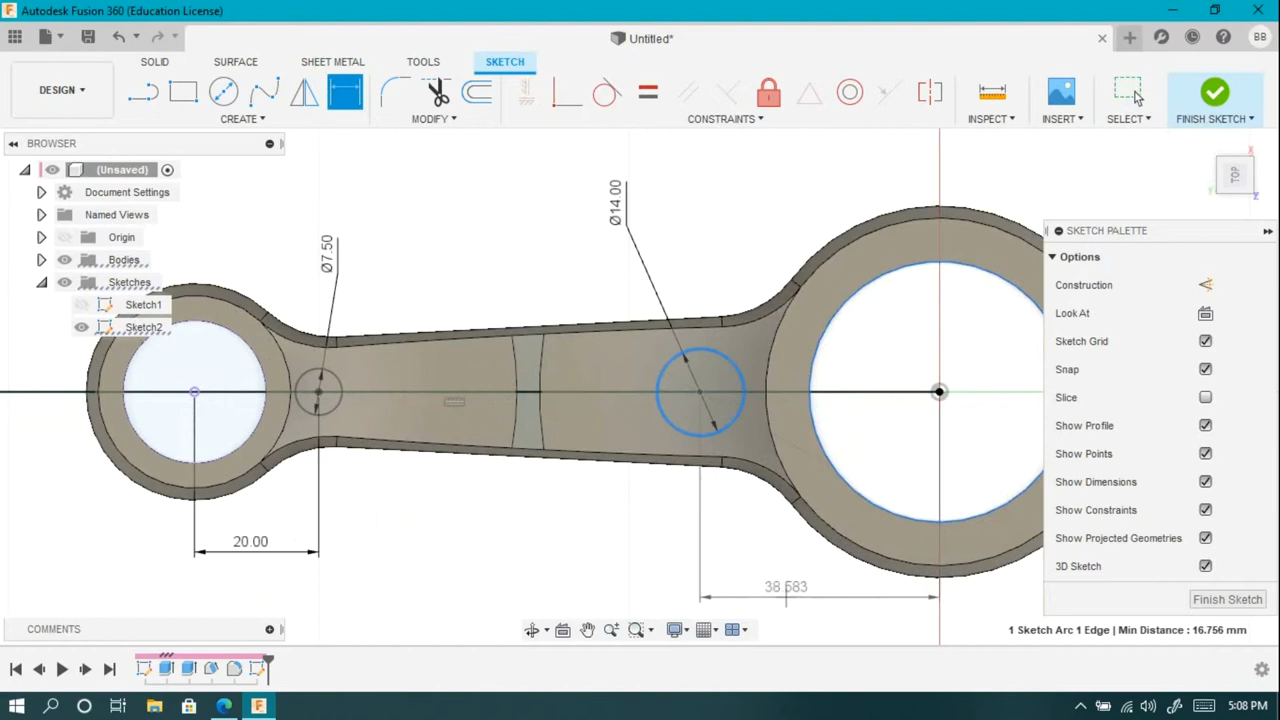 Autodesk Fusion 360 (Education License)
Untitled*
BB
DESIGN
SOLID
SURFACE
SHEET METAL
TOOLS
SKETCH
CREATE
MODIFY
CONSTRAINTS
INSPECT
INSERT
SELECT
FINISH SKETCH
BROWSER
(Unsaved)
Document Settings
Named Views
Origin
Bodies
Sketches
Sketch1
Sketch2
Ø7.50
Ø14.00
20.00
38.583
TOP
X
Y
Z
SKETCH PALETTE
Options
Construction
Look At
Sketch Grid
Snap
Slice
Show Profile
Show Points
Show Dimensions
Show Constraints
Show Projected Geometries
3D Sketch
Finish Sketch
COMMENTS
1 Sketch Arc 1 Edge | Min Distance : 16.756 mm
5:08 PM